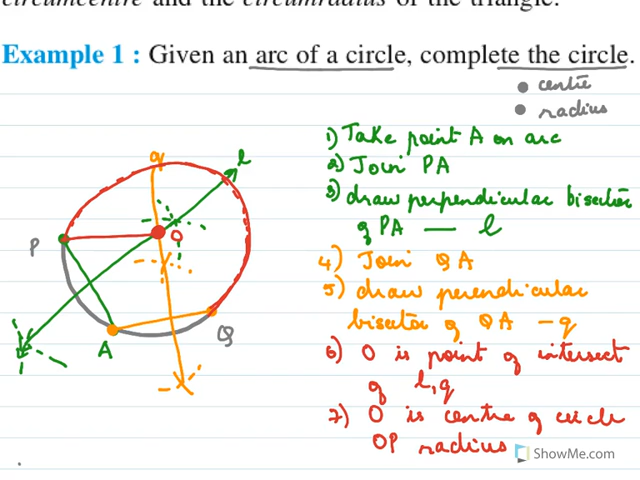 circumcentre and the circumradius of the triangle.
Example 1 : Given an arc of a circle, complete the circle.
centre
radius
1) Take point A on arc
2) Join PA
3) draw perpendicular bisector
of PA — l
4) Join QA
5) draw perendicular
bisector of QA - q
6) O is point of intersect
of l, q
7) O is centre of circle
OP radius
q
l
P
O
A
Q
ShowMe.com